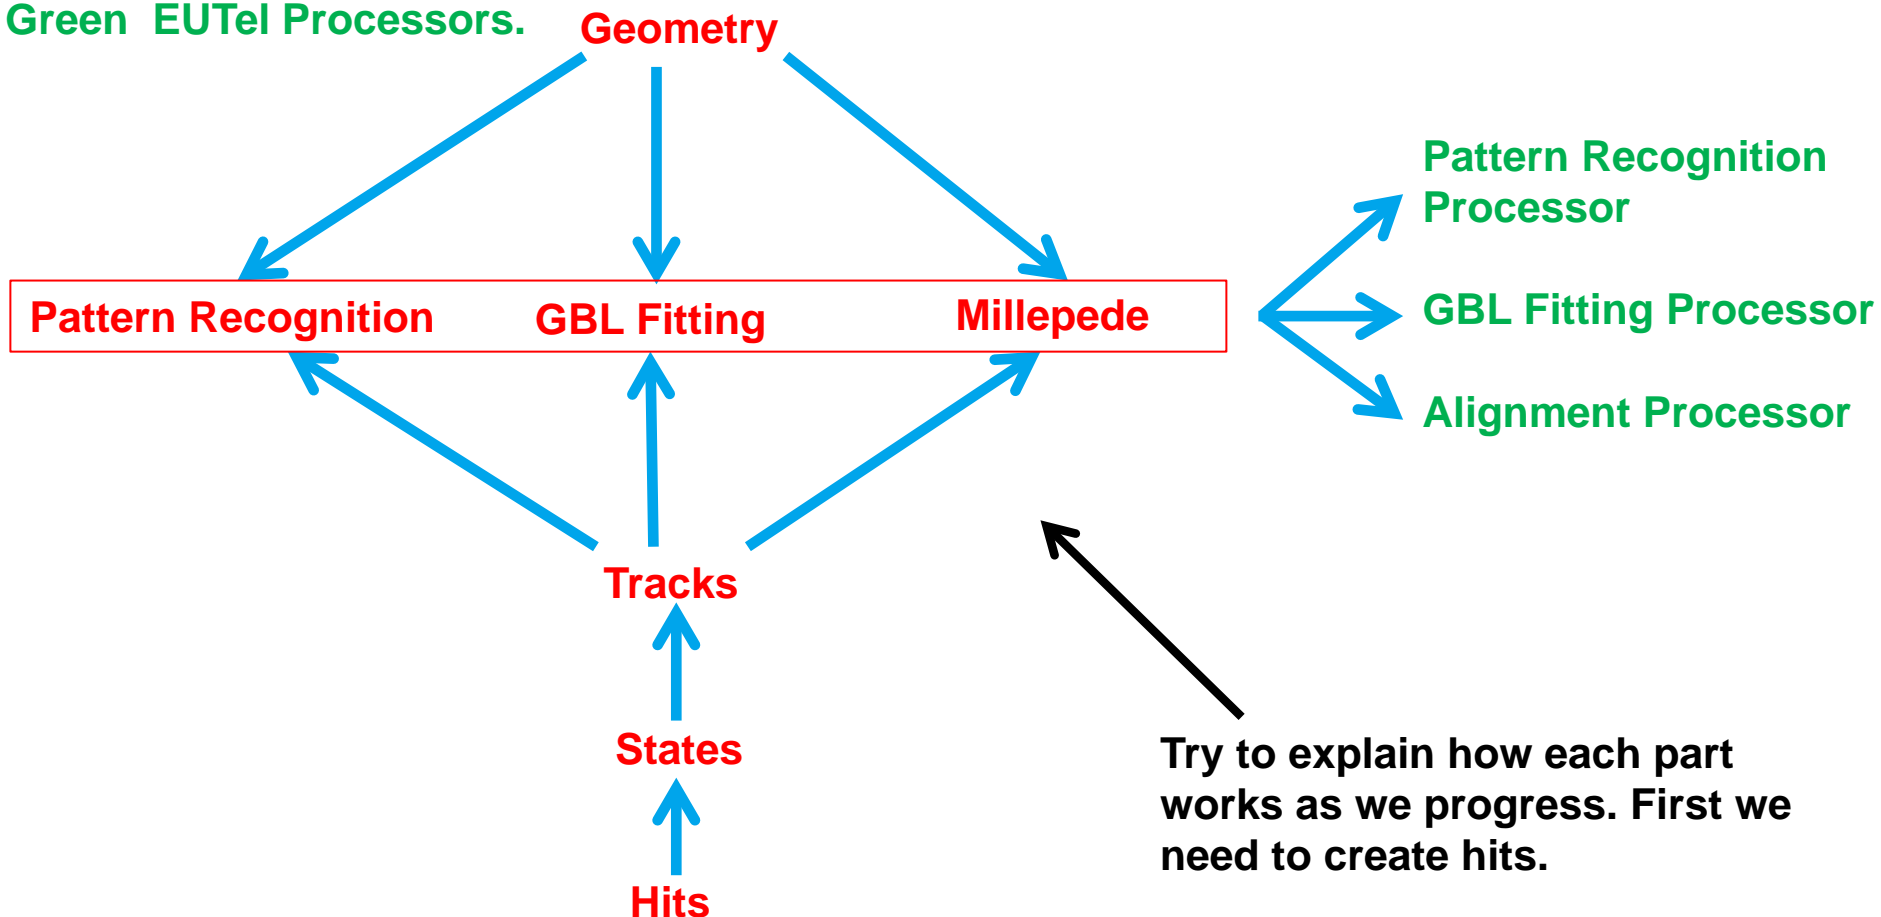 Green EUTel Processors.
Geometry
Pattern Recognition
Processor
Pattern Recognition
GBL Fitting
Millepede
GBL Fitting Processor
Alignment Processor
Tracks
States
Try to explain how each part
works as we progress. First we
need to create hits.
Hits